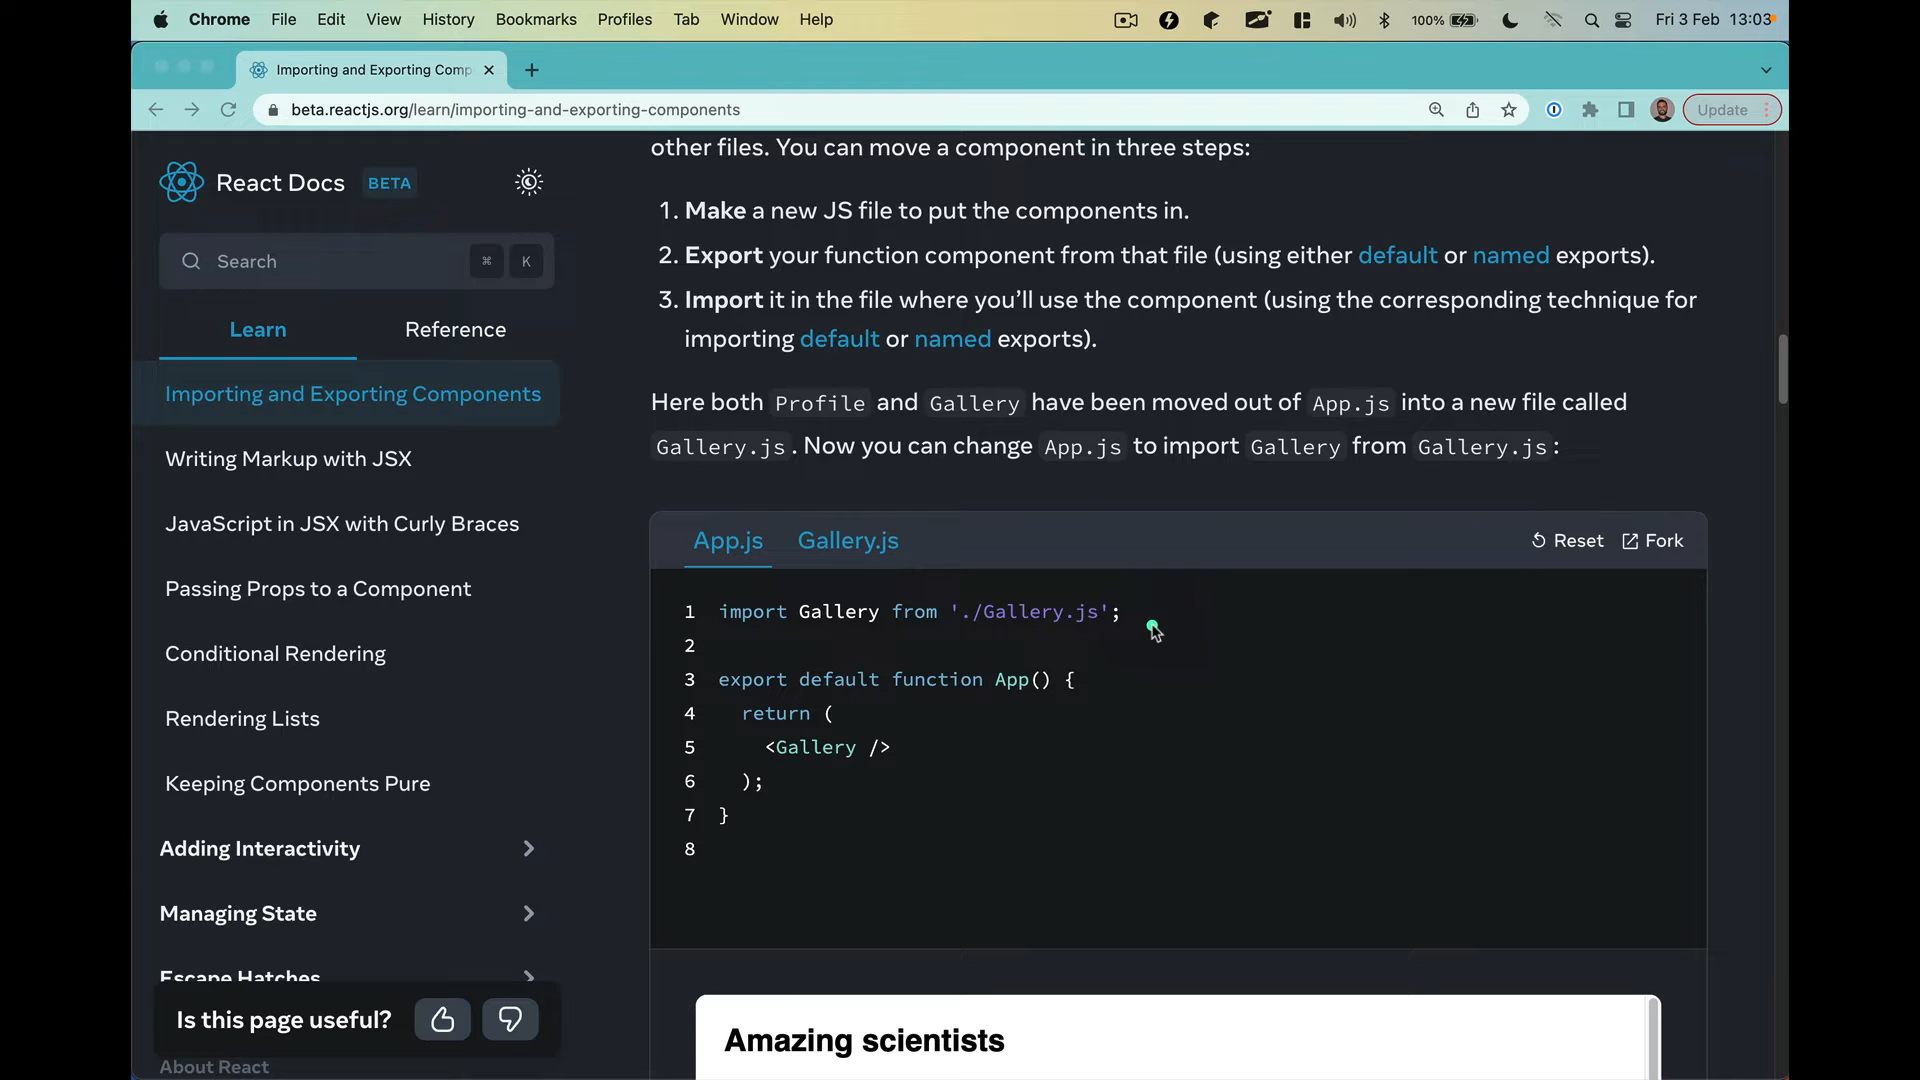 Chrome File Edit View History Bookmarks Profiles Tab Window Help 100% Fri 3 Feb 13:03
Importing and Exporting Comp
beta.reactjs.org/learn/importing-and-exporting-components Update
React Docs BETA
Search ⌘ K
Learn Reference
Importing and Exporting Components
Writing Markup with JSX
JavaScript in JSX with Curly Braces
Passing Props to a Component
Conditional Rendering
Rendering Lists
Keeping Components Pure
Adding Interactivity
Managing State
Escape Hatches
Is this page useful?
About React
other files. You can move a component in three steps:
1. Make a new JS file to put the components in.
2. Export your function component from that file (using either default or named exports).
3. Import it in the file where you’ll use the component (using the corresponding technique for
importing default or named exports).
Here both Profile and Gallery have been moved out of App.js into a new file called
Gallery.js. Now you can change App.js to import Gallery from Gallery.js:
App.js Gallery.js Reset Fork
1 import Gallery from './Gallery.js';
2
3 export default function App() {
4 return (
5 <Gallery />
6 );
7 }
8
Amazing scientists